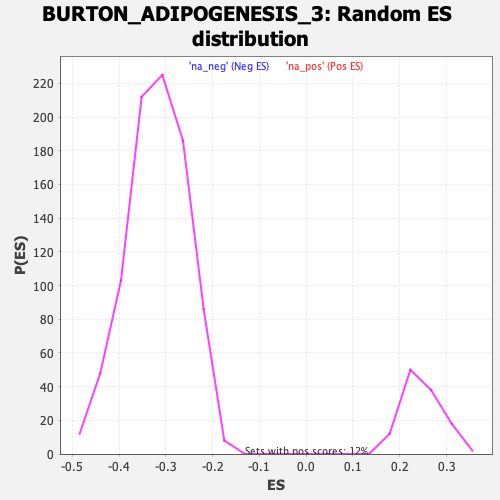 BURTON_ADIPOGENESIS_3: Random ES
distribution
'na_neg' (Neg ES) 'na_pos' (Pos ES)
220
200
180
160
140
120
100
80
60
40
20
0
P(ES)
Sets with pos scores: 12%
-0.5 -0.4 -0.3 -0.2 -0.1 0.0 0.1 0.2 0.3
ES